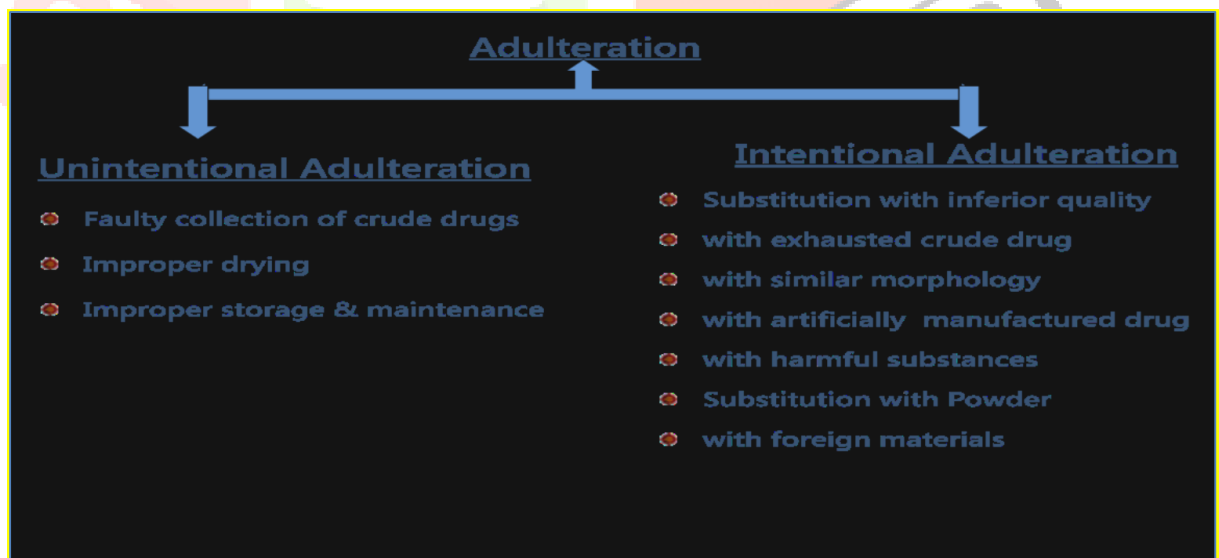 Adulteration
Unintentional Adulteration
Faulty collection of crude drugs
Improper drying
Improper storage & maintenance
Intentional Adulteration
Substitution with inferior quality
with exhausted crude drug
with similar morphology
with artificially manufactured drug
with harmful substances
Substitution with Powder
with foreign materials